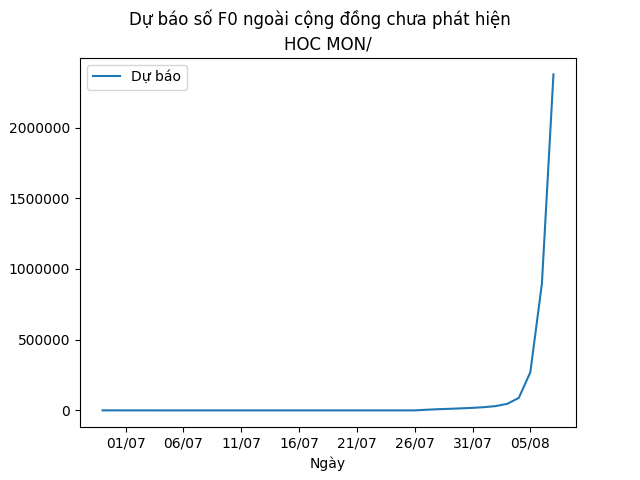 Dự báo số F0 ngoài cộng đồng chưa phát hiện
HOC MON/
Dự báo
2000000
1500000
1000000
500000
0
01/07 06/07 11/07 16/07 21/07 26/07 31/07 05/08
Ngày